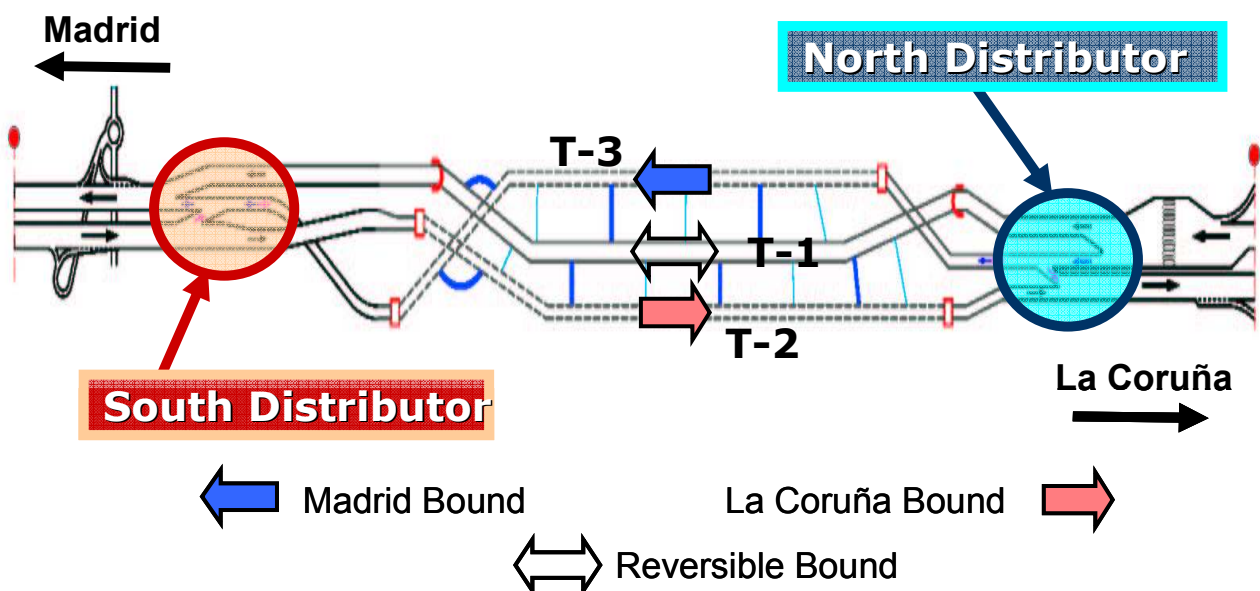 Madrid
North Distributor
T-3
T-1
T-2
La Coruña
South Distributor
Madrid Bound
La Coruña Bound
Reversible Bound